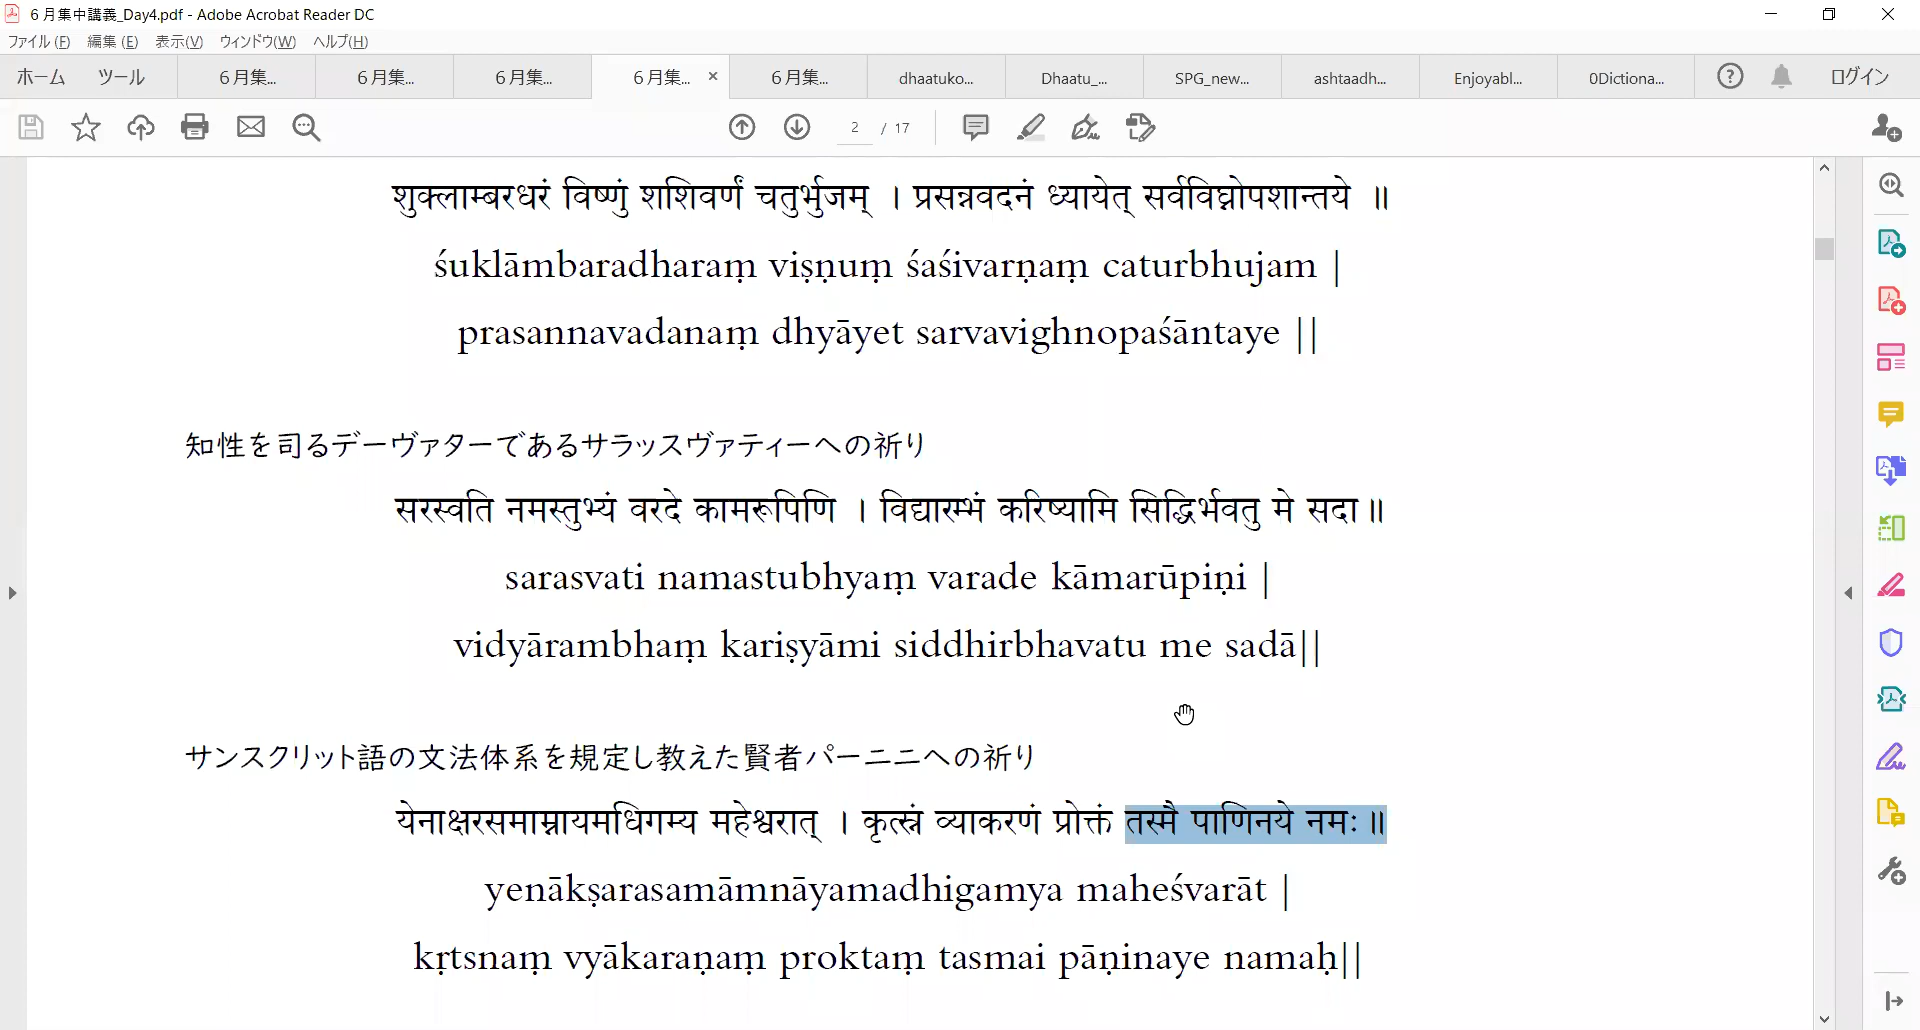 6月集中講義_Day4.pdf - Adobe Acrobat Reader DC
ファイル(F) 編集(E) 表示(V) ウィンドウ(W) ヘルプ(H)
ホーム ツール 6月集... 6月集... 6月集... 6月集... × 6月集... dhaatuko... Dhaatu_... SPG_new... ashtaadh... Enjoyabl... 0Dictiona... ログイン
2 / 17
शुक्लाम्बरधरं विष्णुं शशिवर्णं चतुर्भुजम् । प्रसन्नवदनं ध्यायेत् सर्वविघ्नोपशान्तये ॥
śuklāmbaradharaṃ viṣṇuṃ śaśivarṇaṃ caturbhujam |
prasannavadanaṃ dhyāyet sarvavighnopaśāntaye ||
知性を司るデーヴァターであるサラッスヴァティーへの祈り
सरस्वति नमस्तुभ्यं वरदे कामरूपिणि । विद्यारम्भं करिष्यामि सिद्धिर्भवतु मे सदा॥
sarasvati namastubhyaṃ varade kāmarūpiṇi |
vidyārambhaṃ kariṣyāmi siddhirbhavatu me sadā||
サンスクリット語の文法体系を規定し教えた賢者パーニニへの祈り
येनाक्षरसमाम्नायमधिगम्य महेश्वरात् । कृत्स्नं व्याकरणं प्रोक्तं तस्मै पाणिनये नमः॥
yenākṣarasamāmnāyamadhigamya maheśvarāt |
kṛtsnaṃ vyākaraṇaṃ proktaṃ tasmai pāṇinaye namaḥ||